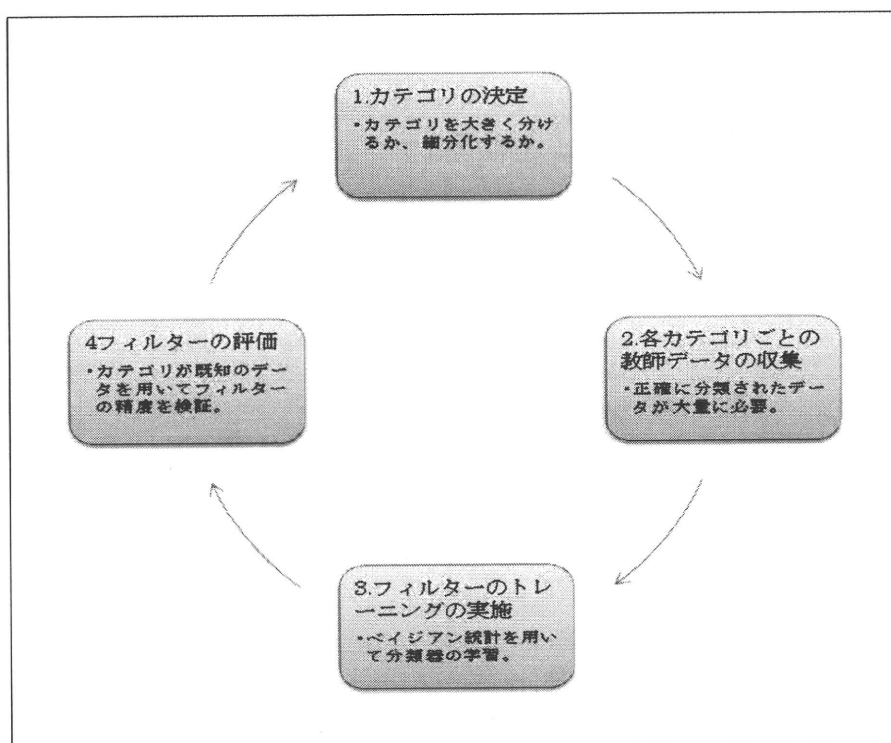 1.カテゴリの決定
・カテゴリを大きく分け
るか、細分化するか。
2.各カテゴリごとの
教師データの収集
・正確に分類されたデー
タが大量に必要。
3.フィルターのトレ
ーニングの実施
・ベイジアン統計を用い
て分類器の学習。
4フィルターの評価
・カテゴリが既知のデー
タを用いてフィルター
の精度を検証。